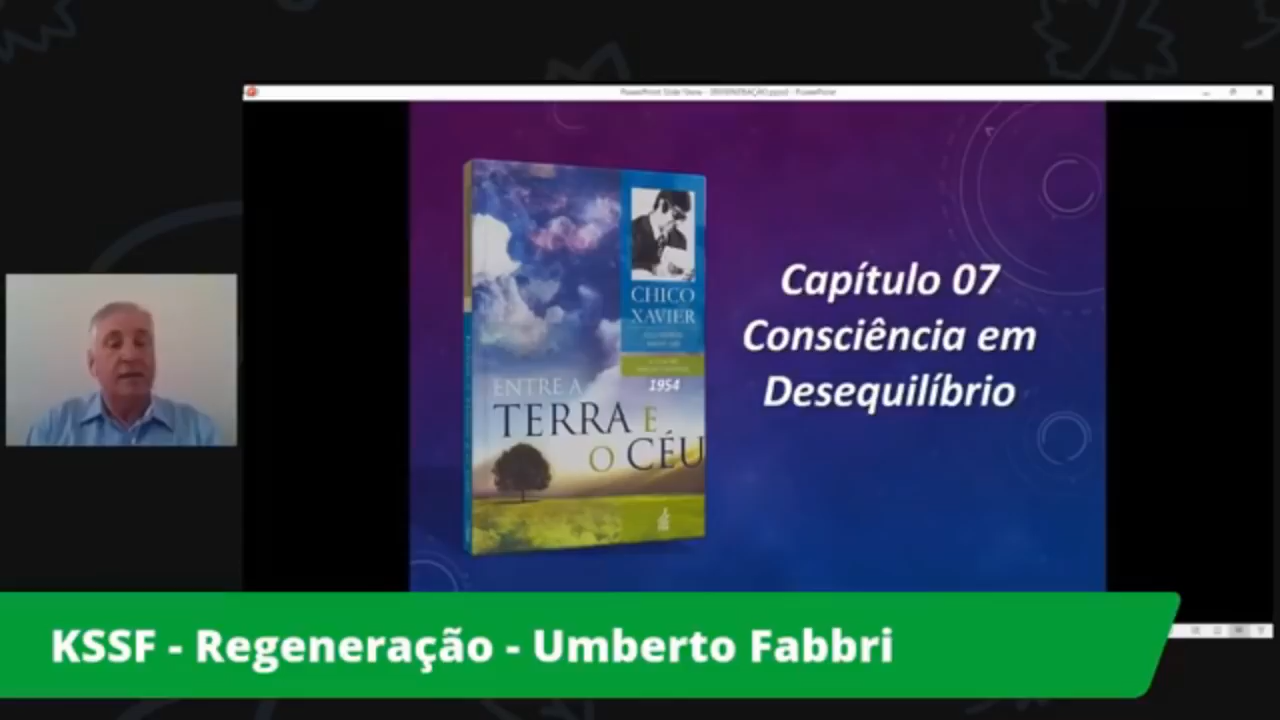 CHICO
XAVIER
1954
ENTRE A
TERRA E
O CÉU
Capítulo 07
Consciência em
Desequilíbrio
KSSF - Regeneração - Umberto Fabbri